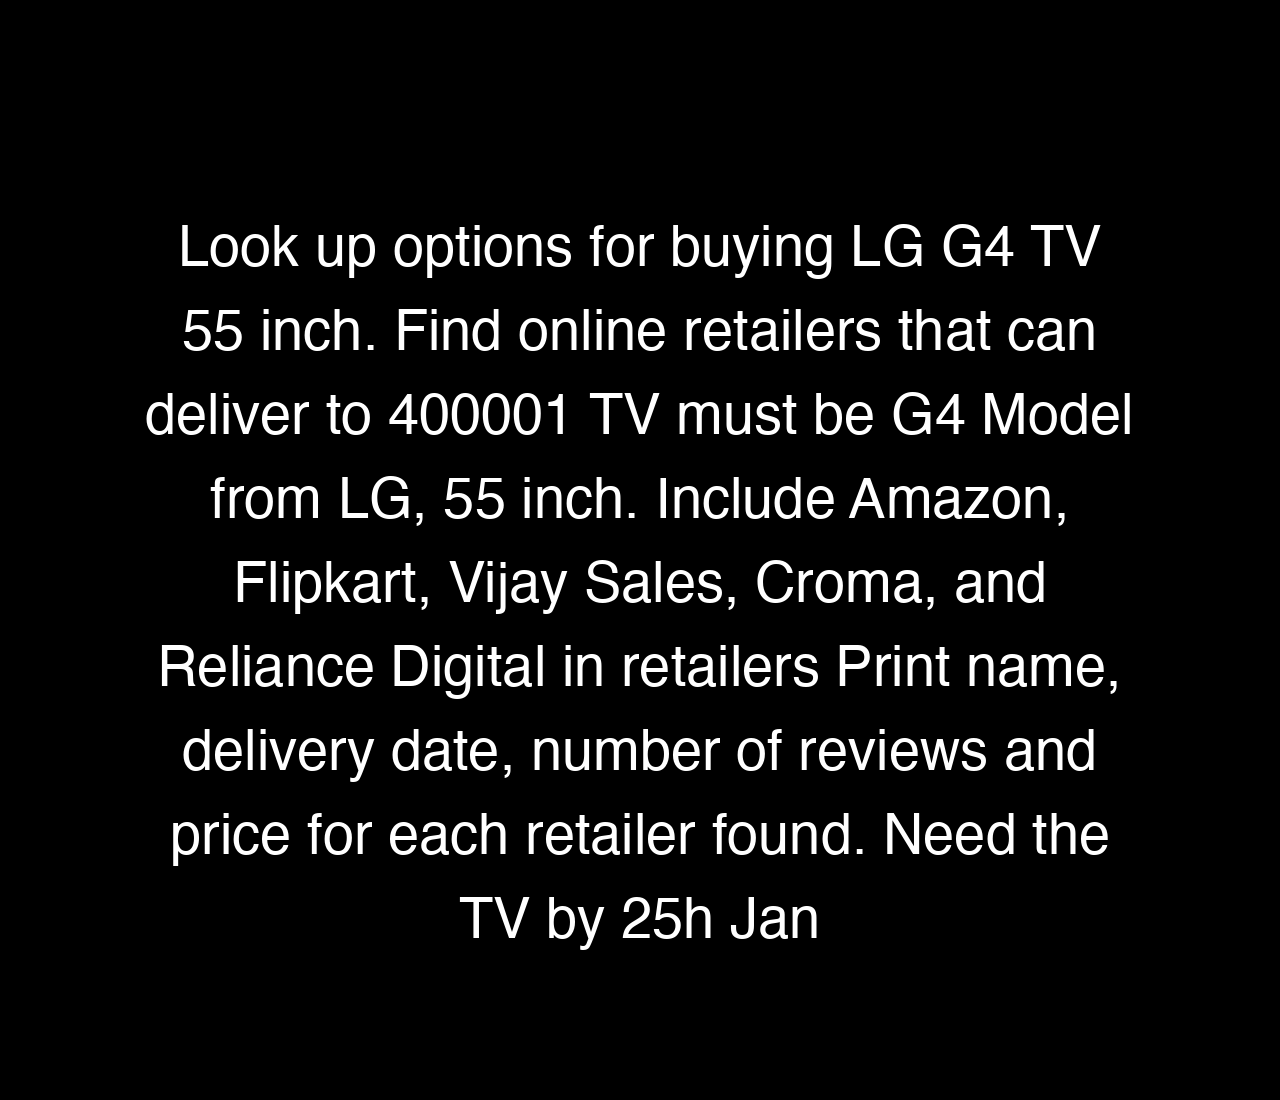 Look up options for buying LG G4 TV
55 inch. Find online retailers that can
deliver to 400001 TV must be G4 Model
from LG, 55 inch. Include Amazon,
Flipkart, Vijay Sales, Croma, and
Reliance Digital in retailers Print name,
delivery date, number of reviews and
price for each retailer found. Need the
TV by 25h Jan